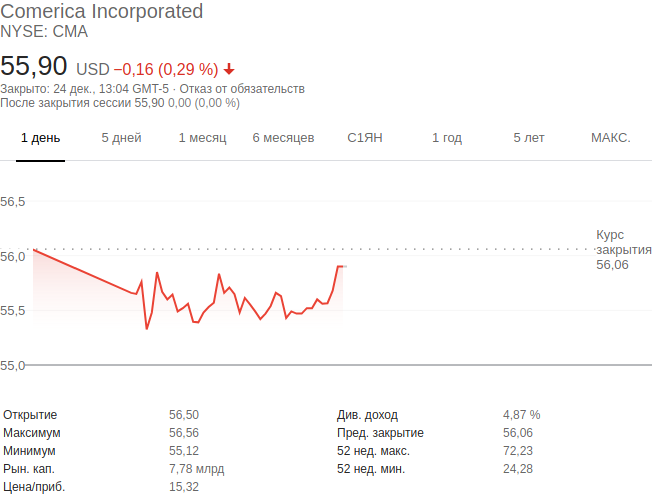 Comerica Incorporated
NYSE: CMA
55,90 USD −0,16 (0,29 %)
Закрыто: 24 дек., 13:04 GMT-5 · Отказ от обязательств
После закрытия сессии 55,90 0,00 (0,00 %)
1 день 5 дней 1 месяц 6 месяцев С1ЯН 1 год 5 лет МАКС.
56,5
Курс
закрытия
56,06
56,0
55,5
55,0
Открытие 56,50 Див. доход 4,87 %
Максимум 56,56 Пред. закрытие 56,06
Минимум 55,12 52 нед. макс. 72,23
Рын. кап. 7,78 млрд 52 нед. мин. 24,28
Цена/приб. 15,32